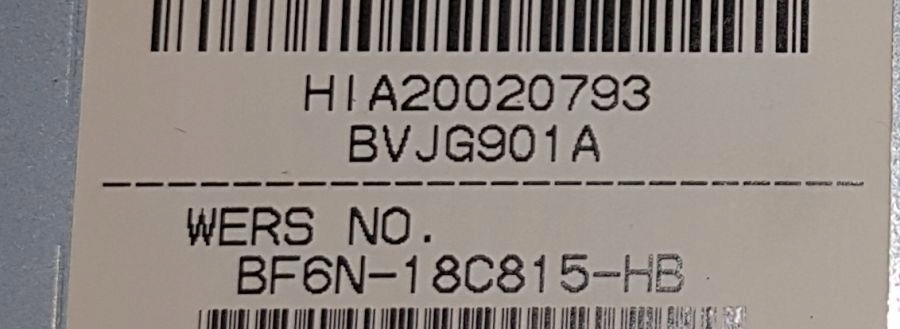 HIA20020793
BVJG901A
WERS NO.
BF6N-18C815-HB